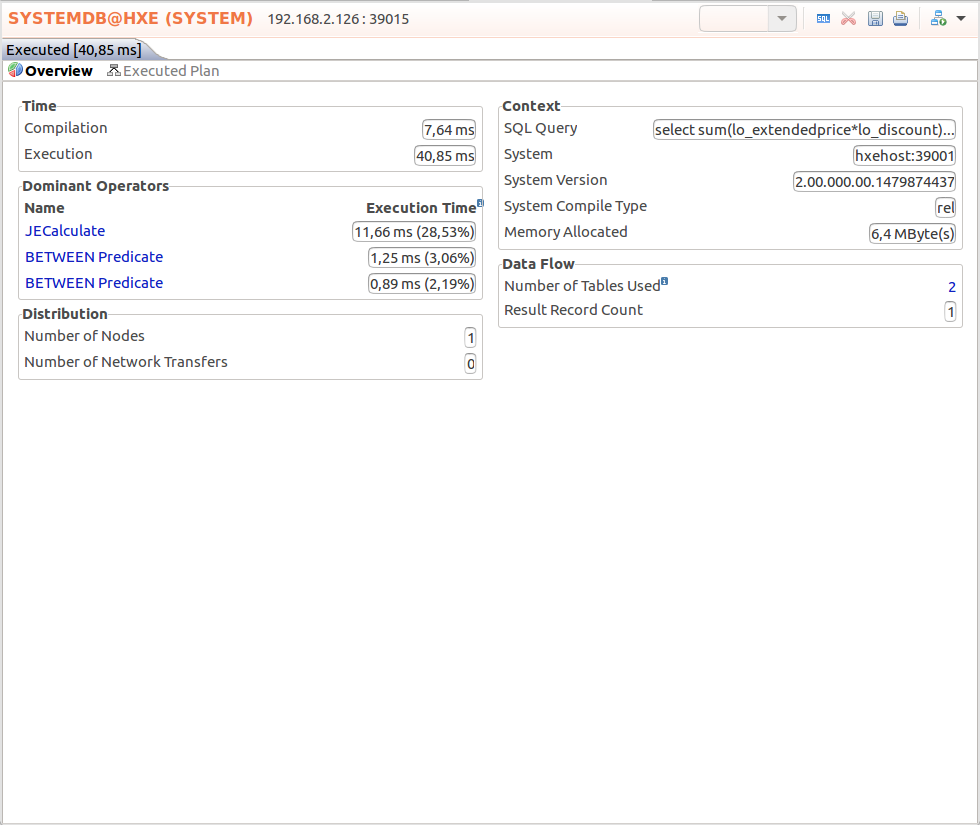 SYSTEMDB@HXE (SYSTEM) 192.168.2.126 : 39015
SQL
Executed [40,85 ms]
Overview Executed Plan
Time
Compilation 7,64 ms
Execution 40,85 ms
Dominant Operators
Name Execution Time
JECalculate 11,66 ms (28,53%)
BETWEEN Predicate 1,25 ms (3,06%)
BETWEEN Predicate 0,89 ms (2,19%)
Distribution
Number of Nodes 1
Number of Network Transfers 0
Context
SQL Query select sum(lo_extendedprice*lo_discount)...
System hxehost:39001
System Version 2.00.000.00.1479874437
System Compile Type rel
Memory Allocated 6,4 MByte(s)
Data Flow
Number of Tables Used 2
Result Record Count 1